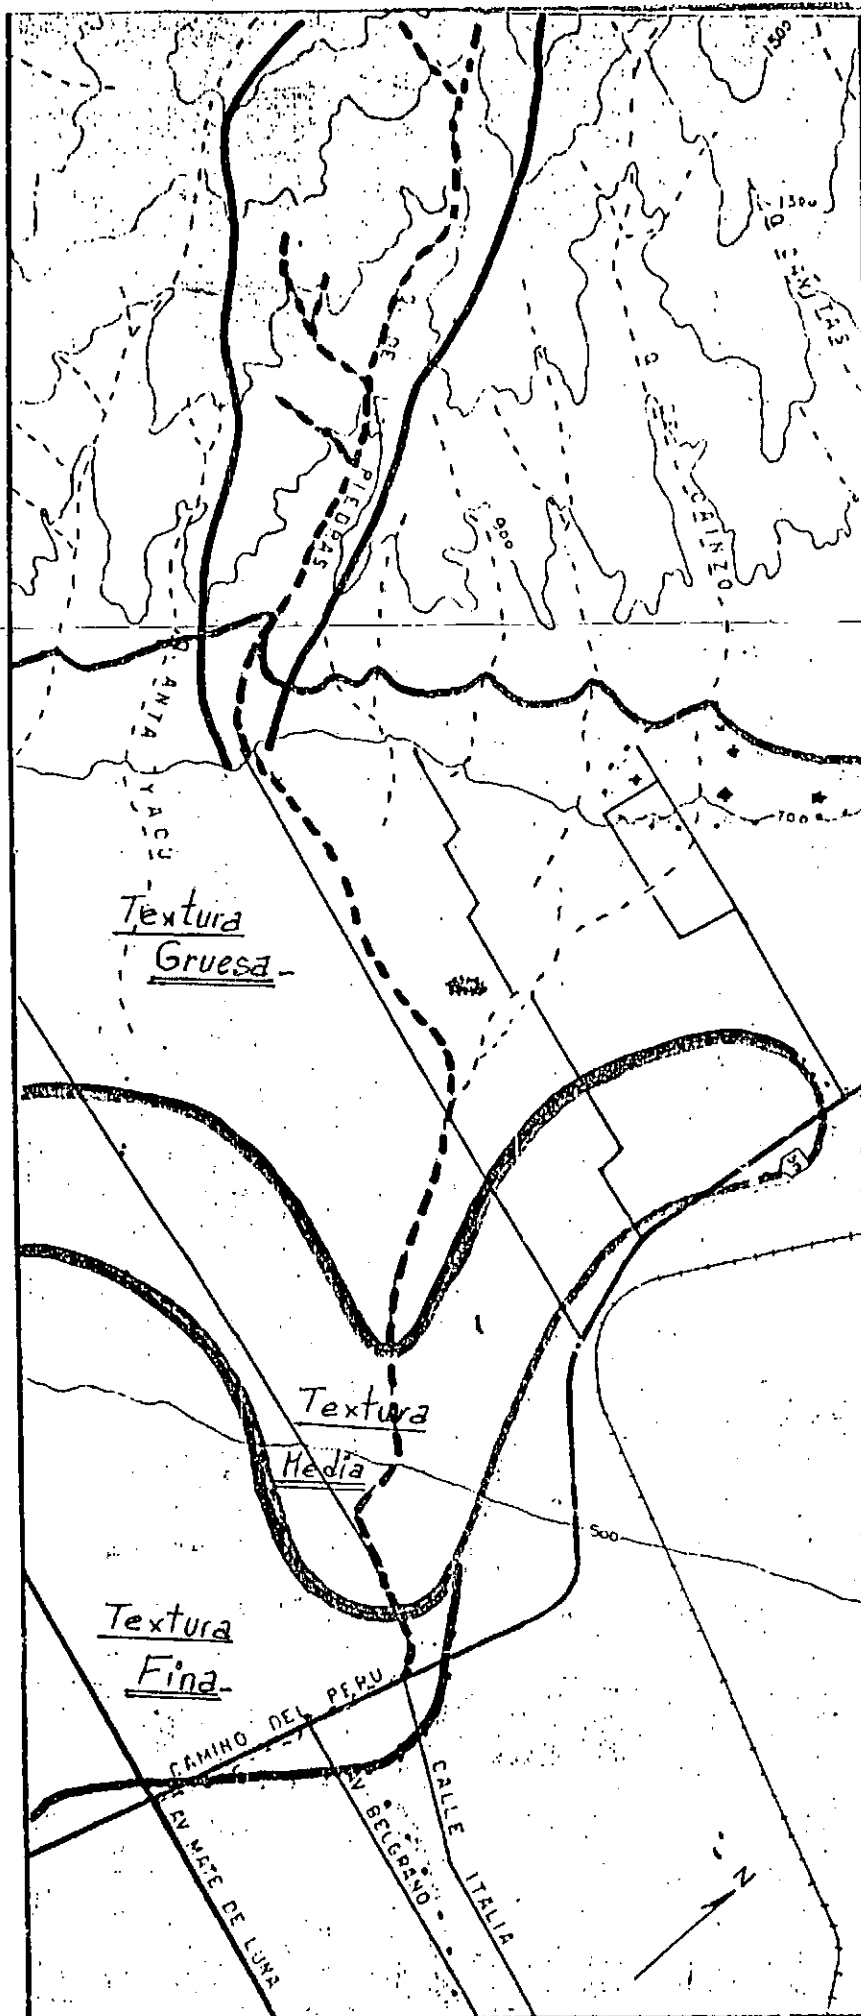 1500
1300
DE
PIEDRAS
Q
CAINZO
900
ANTA YACU
700
Textura
Gruesa-
Textura
Media
500
Textura
Fina-
CAMINO DEL PERU
AV MATE DE LUNA
AV BELGRANO
CALLE ITALIA
N